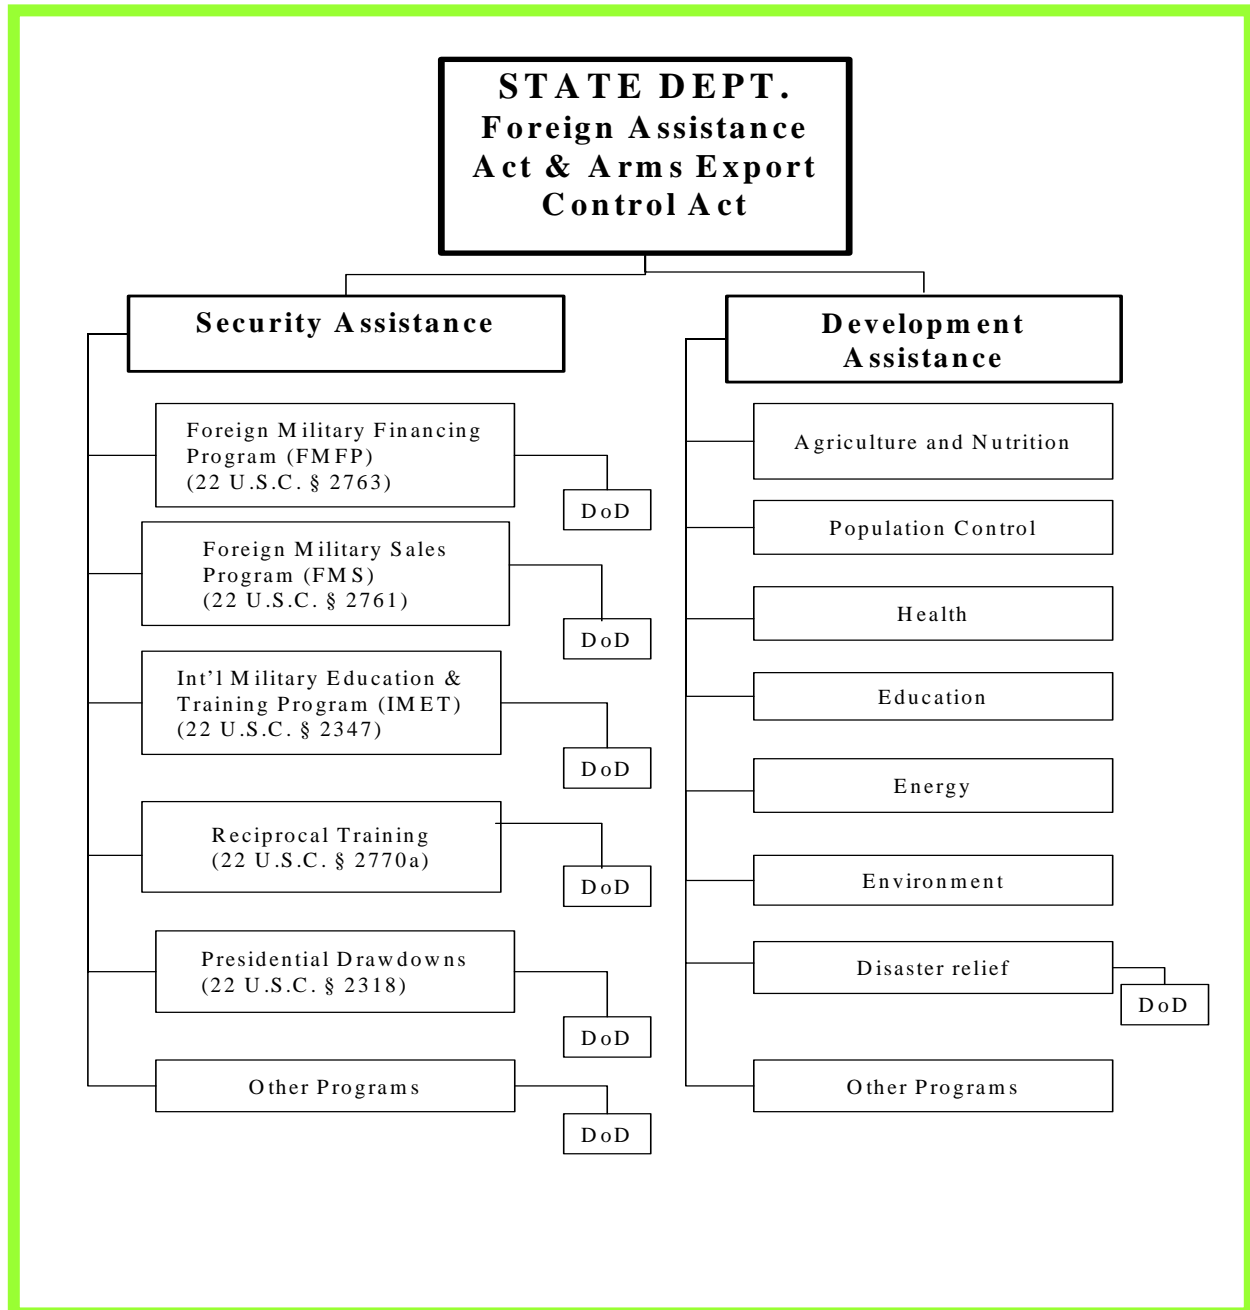 STATE DEPT.
Foreign Assistance
Act & Arms Export
Control Act
Security Assistance
Foreign Military Financing
Program (FMFP)
(22 U.S.C. § 2763)
DoD
Foreign Military Sales
Program (FMS)
(22 U.S.C. § 2761)
DoD
Int'l Military Education &
Training Program (IMET)
(22 U.S.C. § 2347)
DoD
Reciprocal Training
(22 U.S.C. § 2770a)
DoD
Presidential Drawdowns
(22 U.S.C. § 2318)
DoD
Other Programs
DoD
Development
Assistance
Agriculture and Nutrition
Population Control
Health
Education
Energy
Environment
Disaster relief
DoD
Other Programs